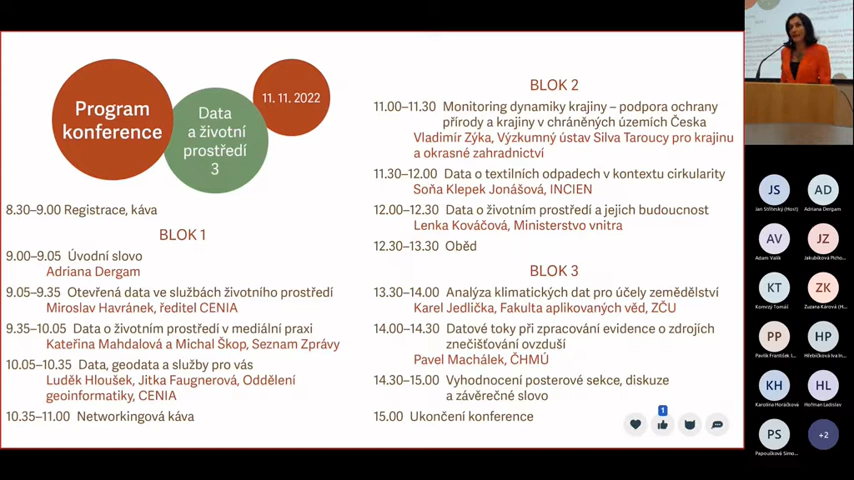 Program
konference
Data
a životní
prostředí
3
11. 11. 2022
8.30–9.00 Registrace, káva
BLOK 1
9.00–9.05 Úvodní slovo
Adriana Dergam
9.05–9.35 Otevřená data ve službách životního prostředí
Miroslav Havránek, ředitel CENIA
9.35–10.05 Data o životním prostředí v mediální praxi
Kateřina Mahdalová a Michal Škop, Seznam Zprávy
10.05–10.35 Data, geodata a služby pro vás
Luděk Hloušek, Jitka Faugnerová, Oddělení
geoinformatiky, CENIA
10.35–11.00 Networkingová káva
BLOK 2
11.00–11.30 Monitoring dynamiky krajiny – podpora ochrany
přírody a krajiny v chráněných územích Česka
Vladimír Zýka, Výzkumný ústav Silva Taroucy pro krajinu
a okrasné zahradnictví
11.30–12.00 Data o textilních odpadech v kontextu cirkularity
Soňa Klepek Jonášová, INCIEN
12.00–12.30 Data o životním prostředí a jejich budoucnost
Lenka Kováčová, Ministerstvo vnitra
12.30–13.30 Oběd
BLOK 3
13.30–14.00 Analýza klimatických dat pro účely zemědělství
Karel Jedlička, Fakulta aplikovaných věd, ZČU
14.00–14.30 Datové toky při zpracování evidence o zdrojích
znečišťování ovzduší
Pavel Machálek, ČHMÚ
14.30–15.00 Vyhodnocení posterové sekce, diskuze
a závěrečné slovo
15.00 Ukončení konference
1
JS
AD
Jan Stříteský (Host)
Adriana Dergam
AV
JZ
Adam Valík
KT
ZK
Komrzý Tomáš
PP
HP
KH
HL
Karolína Horáčková
Hofman Ladislav
PS
+2